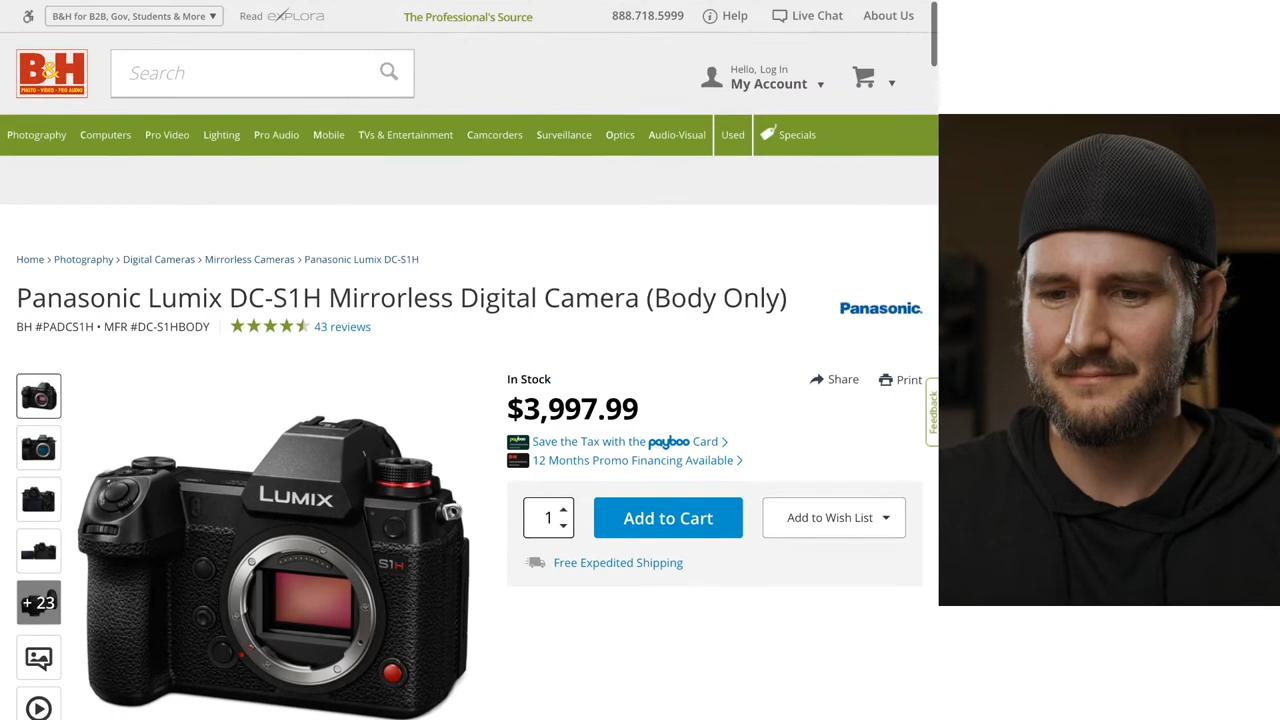 B&H for B2B, Gov, Students & More ▾
Read explora
The Professional's Source
888.718.5999
Help
Live Chat
About Us
B&H
PHOTO • VIDEO • PRO AUDIO
Search
Hello, Log In
My Account
Photography Computers Pro Video Lighting Pro Audio Mobile TVs & Entertainment Camcorders Surveillance Optics Audio-Visual Used Specials
Home > Photography > Digital Cameras > Mirrorless Cameras > Panasonic Lumix DC-S1H
Panasonic Lumix DC-S1H Mirrorless Digital Camera (Body Only)
Panasonic.
BH #PADCS1H • MFR #DC-S1HBODY
43 reviews
In Stock
Share
Print
$3,997.99
Feedback
Save the Tax with the payboo Card >
12 Months Promo Financing Available >
1
Add to Cart
Add to Wish List
Free Expedited Shipping
LUMIX
S1H
+ 23